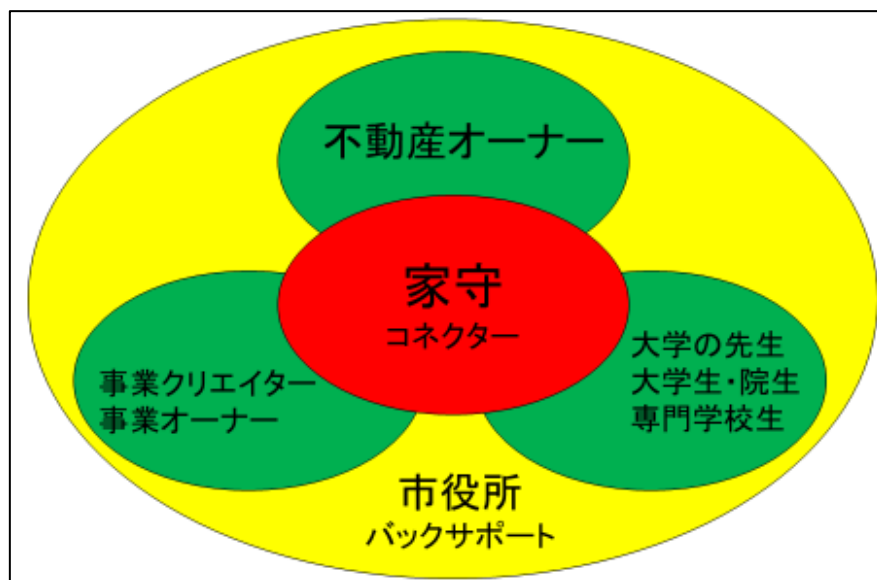 不動産オーナー
家守
コネクター
事業クリエイター
事業オーナー
大学の先生
大学生・院生
専門学校生
市役所
バックサポート